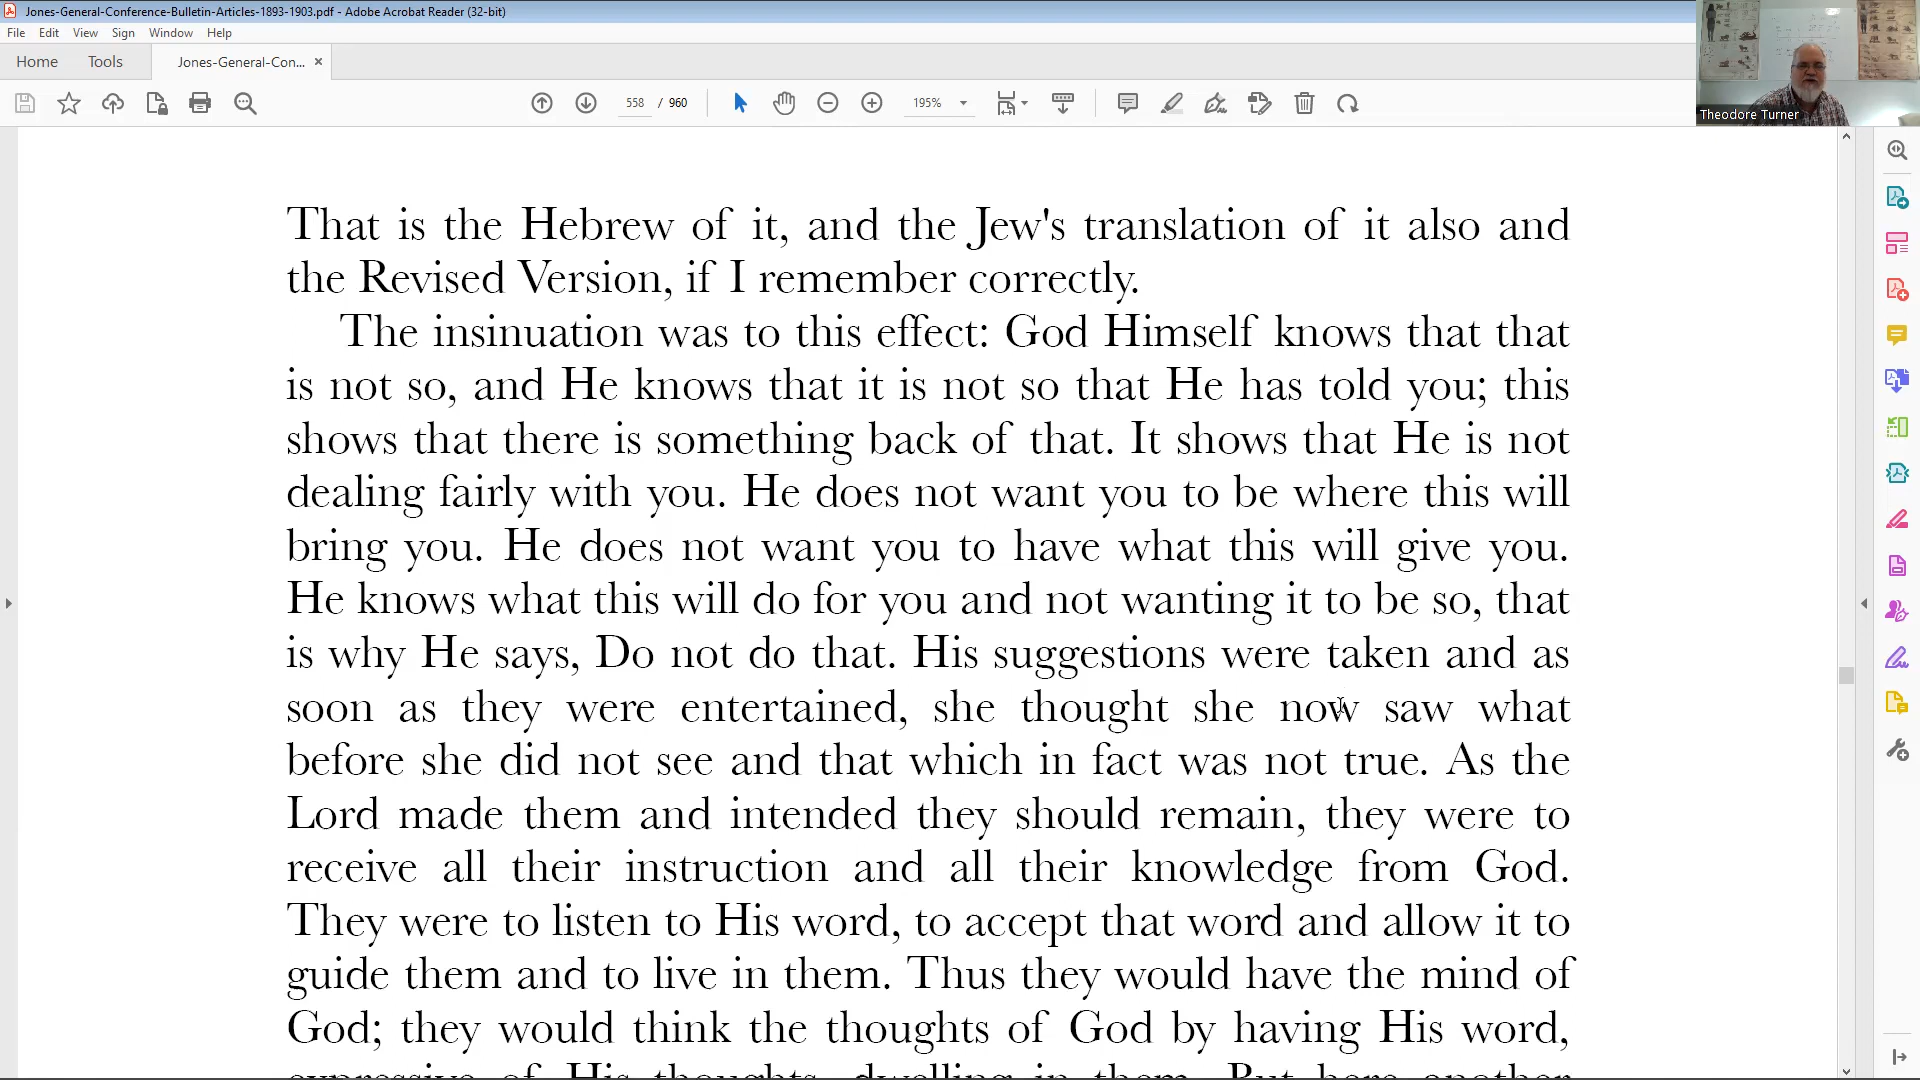 Jones-General-Conference-Bulletin-Articles-1893-1903.pdf - Adobe Acrobat Reader (32-bit)
File Edit View Sign Window Help
Home Tools Jones-General-Con... ×
558 / 960 195%
Theodore Turner
That is the Hebrew of it, and the Jew's translation of it also and
the Revised Version, if I remember correctly.
The insinuation was to this effect: God Himself knows that that
is not so, and He knows that it is not so that He has told you; this
shows that there is something back of that. It shows that He is not
dealing fairly with you. He does not want you to be where this will
bring you. He does not want you to have what this will give you.
He knows what this will do for you and not wanting it to be so, that
is why He says, Do not do that. His suggestions were taken and as
soon as they were entertained, she thought she now saw what
before she did not see and that which in fact was not true. As the
Lord made them and intended they should remain, they were to
receive all their instruction and all their knowledge from God.
They were to listen to His word, to accept that word and allow it to
guide them and to live in them. Thus they would have the mind of
God; they would think the thoughts of God by having His word,
expressive of His thoughts, dwelling in them. But here another